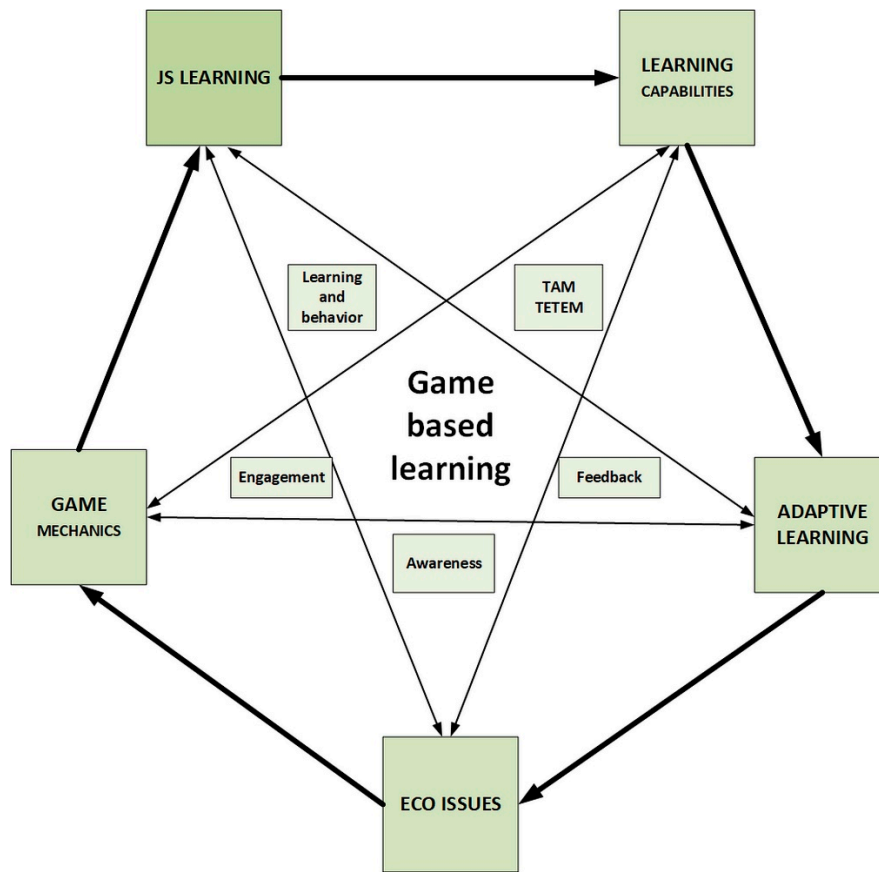 JS LEARNING
LEARNING
CAPABILITIES
Learning
and
behavior
TAM
TETEM
Game
based
learning
Engagement
Feedback
GAME
MECHANICS
ADAPTIVE
LEARNING
Awareness
ECO ISSUES